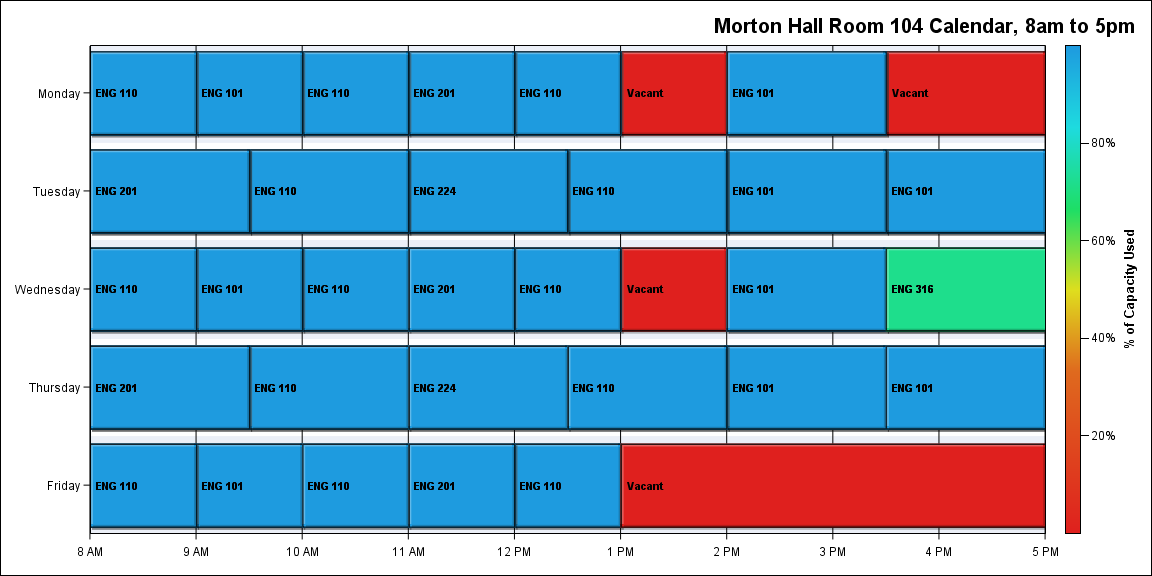 Morton Hall Room 104 Calendar, 8am to 5pm
Monday ENG 110 ENG 101 ENG 110 ENG 201 ENG 110 Vacant ENG 101 Vacant
Tuesday ENG 201 ENG 110 ENG 224 ENG 110 ENG 101 ENG 101
Wednesday ENG 110 ENG 101 ENG 110 ENG 201 ENG 110 Vacant ENG 101 ENG 316
Thursday ENG 201 ENG 110 ENG 224 ENG 110 ENG 101 ENG 101
Friday ENG 110 ENG 101 ENG 110 ENG 201 ENG 110 Vacant
8 AM 9 AM 10 AM 11 AM 12 PM 1 PM 2 PM 3 PM 4 PM 5 PM
80%
60%
40%
20%
% of Capacity Used